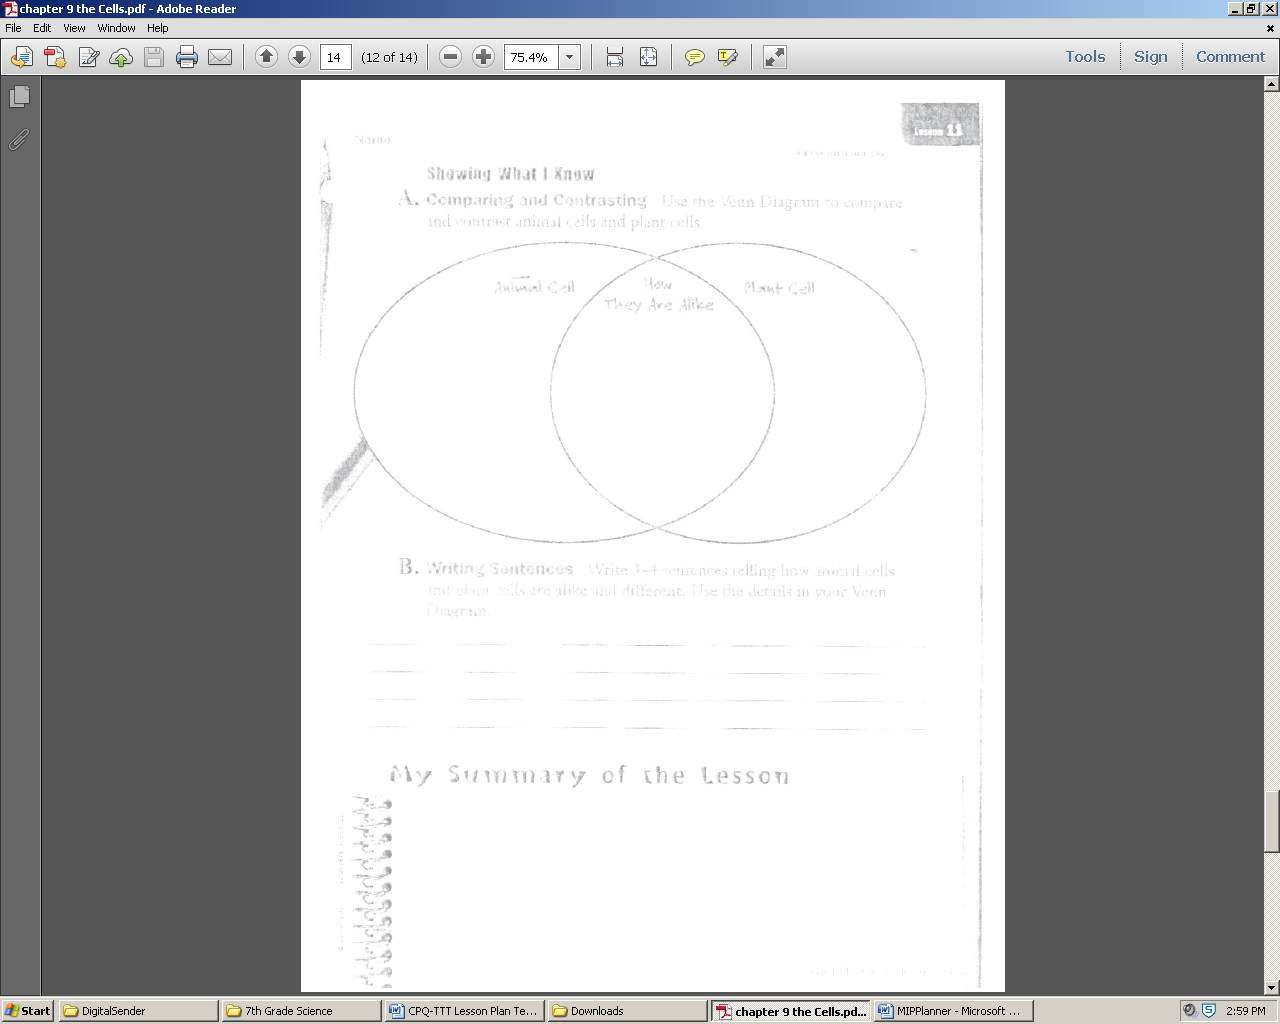 chapter 9 the Cells.pdf - Adobe Reader
File Edit View Window Help
14 (12 of 14) 75.4% Tools Sign Comment
Lesson 11
Name
Showing What I Know
A. Comparing and Contrasting Use the Venn Diagram to compare
and contrast animal cells and plant cells.
Animal Cell How Plant Cell
They Are Alike
B. Writing Sentences Write 3–4 sentences telling how animal cells
and plant cells are alike and different. Use the details in your Venn
Diagram.
My Summary of the Lesson
Start DigitalSender 7th Grade Science CPQ-TTT Lesson Plan Te... Downloads chapter 9 the Cells.pd... MIPPlanner - Microsoft ... 2:59 PM